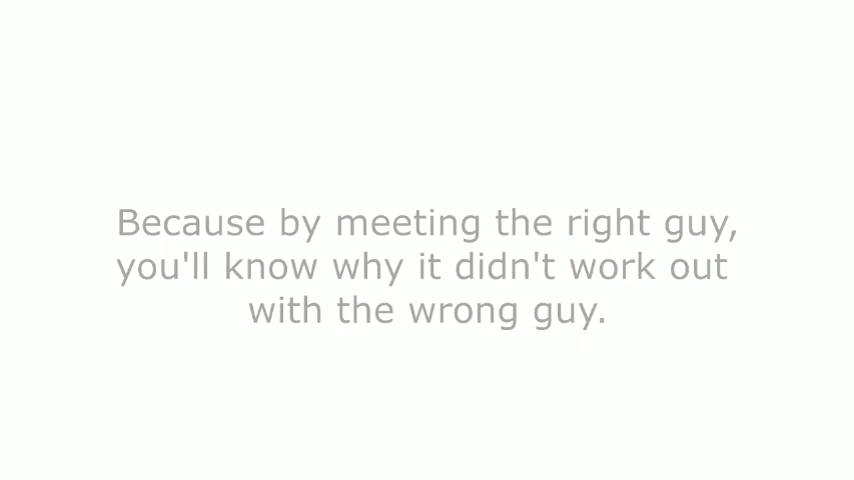 Because by meeting the right guy,
you'll know why it didn't work out
with the wrong guy.